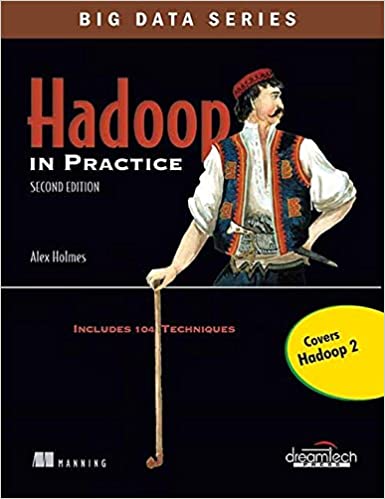 BIG DATA SERIES
Hadoop
IN PRACTICE
SECOND EDITION
Alex Holmes
INCLUDES 104 TECHNIQUES
Covers
Hadoop 2
MANNING
dreamtech
PRESS